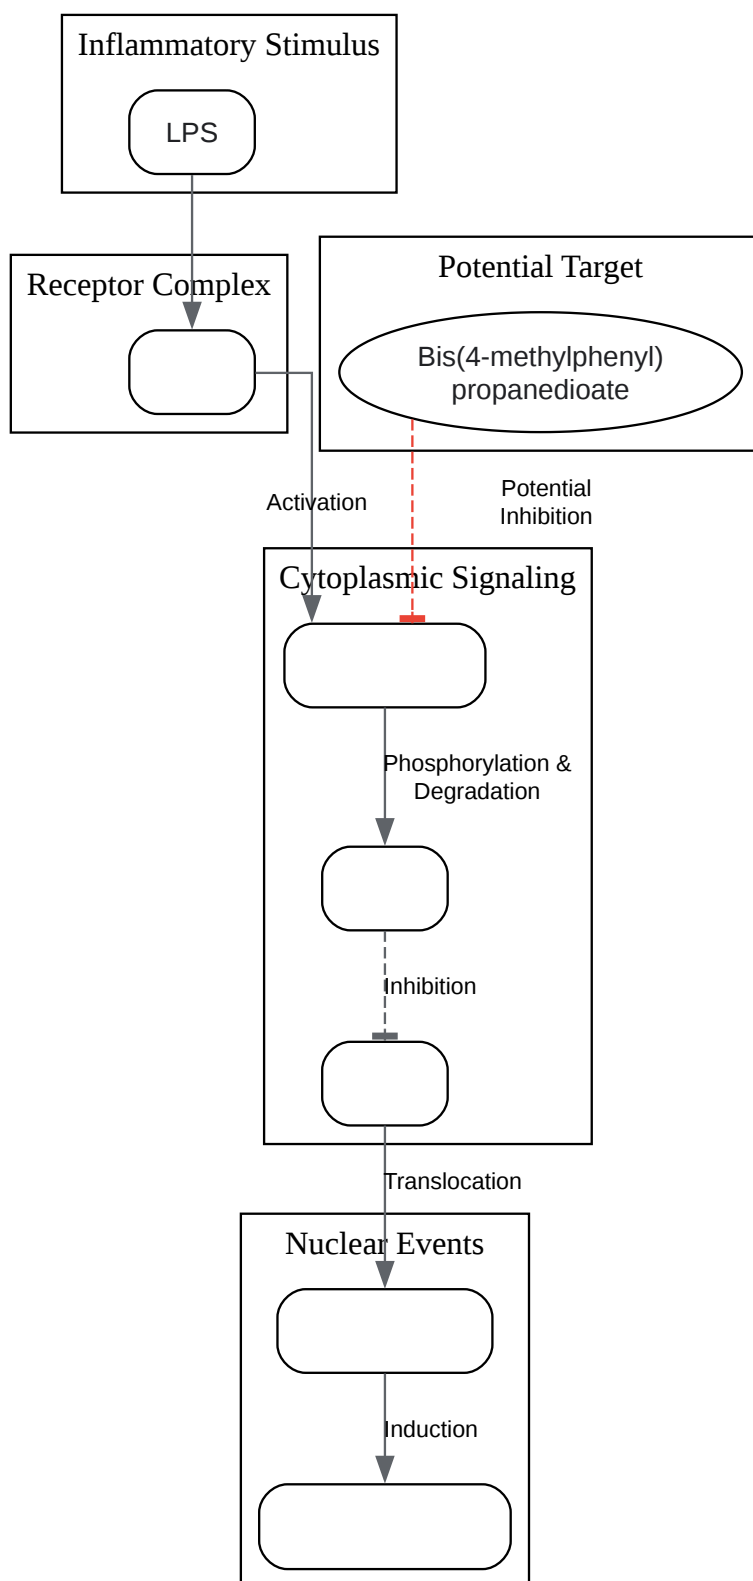 Inflammatory Stimulus
LPS
Receptor Complex
Potential Target
Bis(4-methylphenyl)
propanedioate
Activation
Potential
Inhibition
Cytoplasmic Signaling
Phosphorylation &
Degradation
Inhibition
Translocation
Nuclear Events
Induction